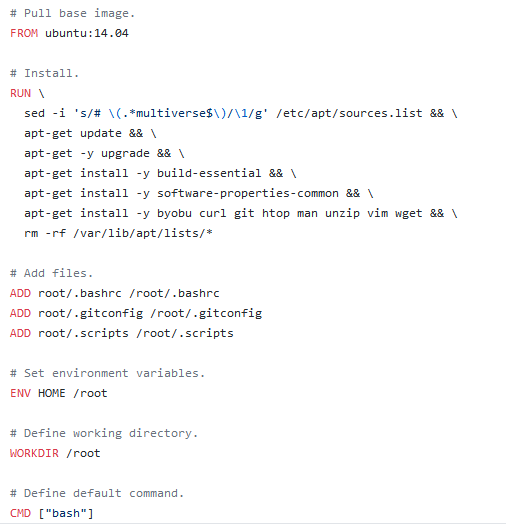 # Pull base image.
FROM ubuntu:14.04
# Install.
RUN \
sed -i 's/# \(.*multiverse$\)/\1/g' /etc/apt/sources.list && \
apt-get update && \
apt-get -y upgrade && \
apt-get install -y build-essential && \
apt-get install -y software-properties-common && \
apt-get install -y byobu curl git htop man unzip vim wget && \
rm -rf /var/lib/apt/lists/*
# Add files.
ADD root/.bashrc /root/.bashrc
ADD root/.gitconfig /root/.gitconfig
ADD root/.scripts /root/.scripts
# Set environment variables.
ENV HOME /root
# Define working directory.
WORKDIR /root
# Define default command.
CMD ["bash"]